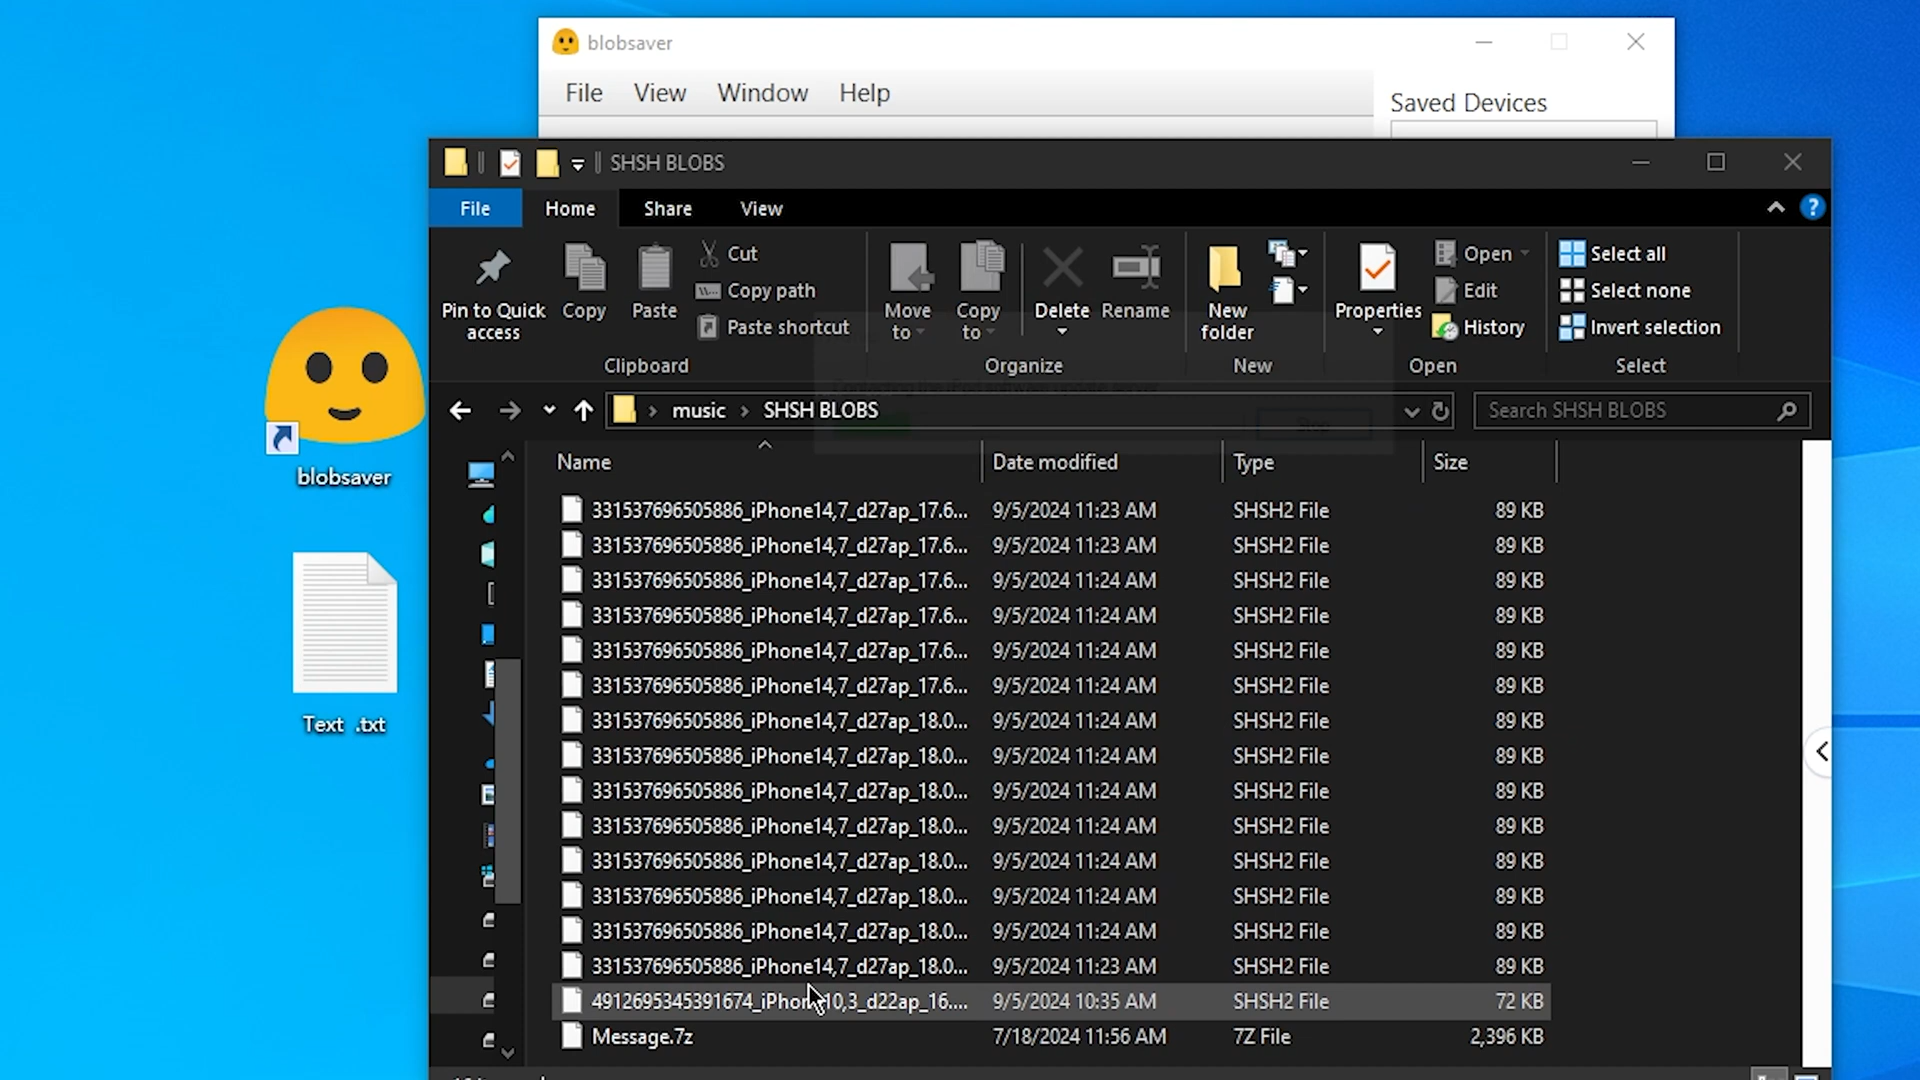 blobsaver
File View Window Help
Saved Devices
SHSH BLOBS
File Home Share View
Pin to Quick access
Copy
Paste
Cut
Copy path
Paste shortcut
Clipboard
Move to
Copy to
Delete
Rename
Organize
New folder
New
Properties
Open
Edit
History
Open
Select all
Select none
Invert selection
Select
music SHSH BLOBS
Search SHSH BLOBS
Name Date modified Type Size
331537696505886_iPhone14,7_d27ap_17.6... 9/5/2024 11:23 AM SHSH2 File 89 KB
331537696505886_iPhone14,7_d27ap_17.6... 9/5/2024 11:23 AM SHSH2 File 89 KB
331537696505886_iPhone14,7_d27ap_17.6... 9/5/2024 11:24 AM SHSH2 File 89 KB
331537696505886_iPhone14,7_d27ap_17.6... 9/5/2024 11:24 AM SHSH2 File 89 KB
331537696505886_iPhone14,7_d27ap_17.6... 9/5/2024 11:24 AM SHSH2 File 89 KB
331537696505886_iPhone14,7_d27ap_17.6... 9/5/2024 11:24 AM SHSH2 File 89 KB
331537696505886_iPhone14,7_d27ap_18.0... 9/5/2024 11:24 AM SHSH2 File 89 KB
331537696505886_iPhone14,7_d27ap_18.0... 9/5/2024 11:24 AM SHSH2 File 89 KB
331537696505886_iPhone14,7_d27ap_18.0... 9/5/2024 11:24 AM SHSH2 File 89 KB
331537696505886_iPhone14,7_d27ap_18.0... 9/5/2024 11:24 AM SHSH2 File 89 KB
331537696505886_iPhone14,7_d27ap_18.0... 9/5/2024 11:24 AM SHSH2 File 89 KB
331537696505886_iPhone14,7_d27ap_18.0... 9/5/2024 11:24 AM SHSH2 File 89 KB
331537696505886_iPhone14,7_d27ap_18.0... 9/5/2024 11:24 AM SHSH2 File 89 KB
331537696505886_iPhone14,7_d27ap_18.0... 9/5/2024 11:23 AM SHSH2 File 89 KB
4912695345391674_iPhone10,3_d22ap_16.... 9/5/2024 10:35 AM SHSH2 File 72 KB
Message.7z 7/18/2024 11:56 AM 7Z File 2,396 KB
blobsaver
Text .txt